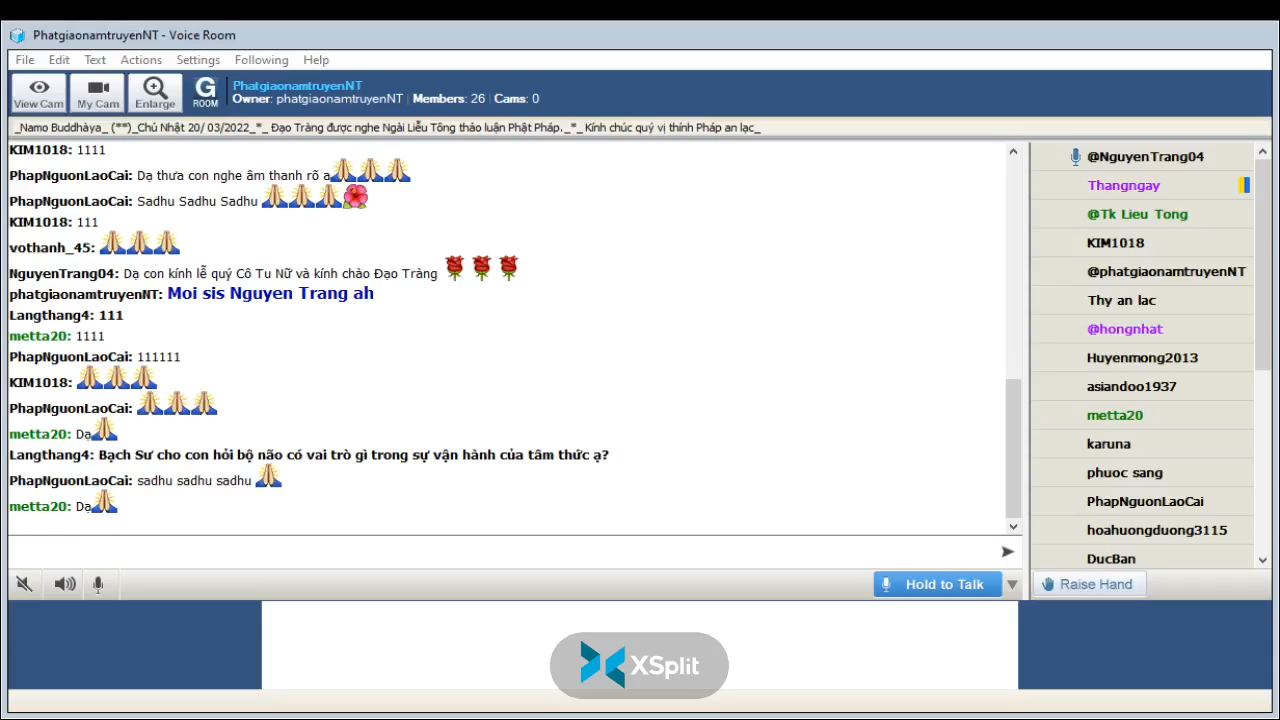 PhatgiaonamtruyenNT - Voice Room
File Edit Text Actions Settings Following Help
View Cam My Cam Enlarge G ROOM
PhatgiaonamtruyenNT
Owner: phatgiaonamtruyenNT | Members: 26 | Cams: 0
_Namo Buddhàya_ (**)_Chủ Nhật 20/ 03/2022_*_ Đạo Tràng được nghe Ngài Liễu Tông thảo luận Phật Pháp._*_ Kính chúc quý vị thính Pháp an lạc_
KIM1018: 1111
PhapNguonLaoCai: Dạ thưa con nghe âm thanh rõ a
PhapNguonLaoCai: Sadhu Sadhu Sadhu
KIM1018: 111
vothanh_45:
NguyenTrang04: Dạ con kính lễ quý Cô Tu Nữ và kính chào Đạo Tràng
phatgiaonamtruyenNT: Moi sis Nguyen Trang ah
Langthang4: 111
metta20: 1111
PhapNguonLaoCai: 111111
KIM1018:
PhapNguonLaoCai:
metta20: Dạ
Langthang4: Bạch Sư cho con hỏi bộ não có vai trò gì trong sự vận hành của tâm thức ạ?
PhapNguonLaoCai: sadhu sadhu sadhu
metta20: Dạ
@NguyenTrang04
Thangngay
@Tk Lieu Tong
KIM1018
@phatgiaonamtruyenNT
Thy an lac
@hongnhat
Huyenmong2013
asiandoo1937
metta20
karuna
phuoc sang
PhapNguonLaoCai
hoahuongduong3115
DucBan
Hold to Talk
Raise Hand
XSplit